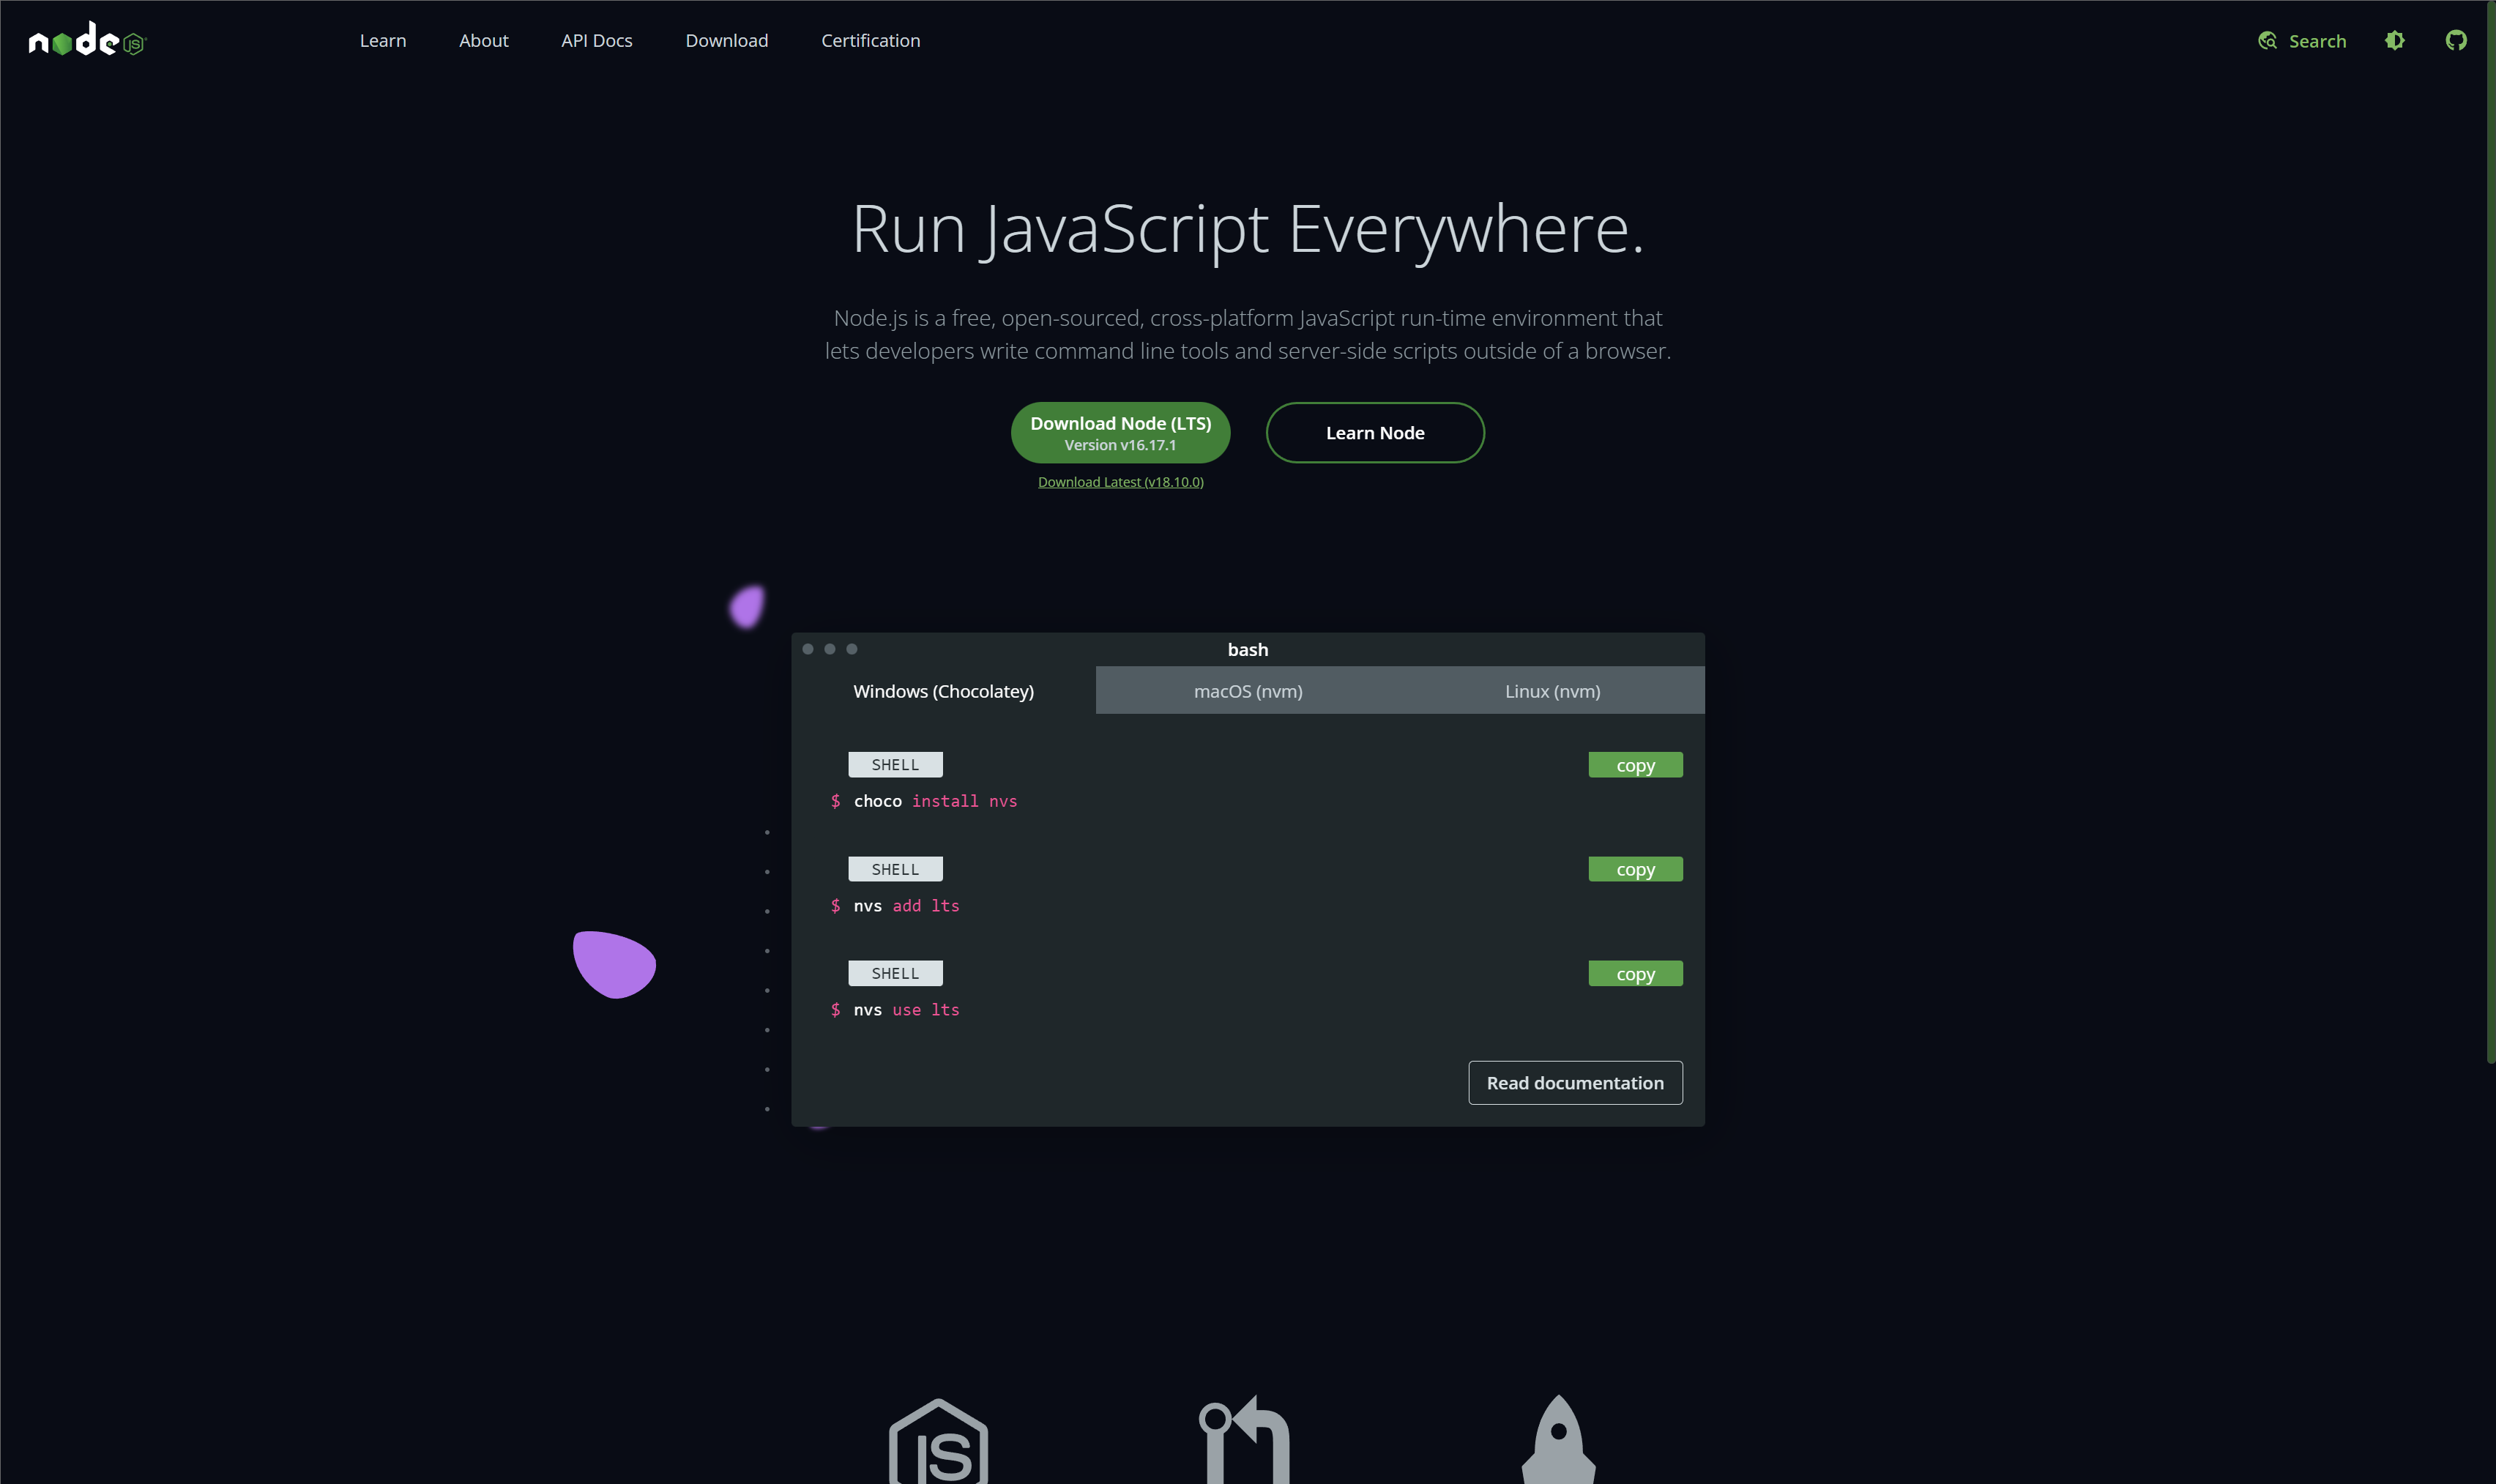 node JS
Learn
About
API Docs
Download
Certification
Search
Run JavaScript Everywhere.
Node.js is a free, open-sourced, cross-platform JavaScript run-time environment that
lets developers write command line tools and server-side scripts outside of a browser.
Download Node (LTS)
Version v16.17.1
Learn Node
Download Latest (v18.10.0)
bash
Windows (Chocolatey)
macOS (nvm)
Linux (nvm)
SHELL
copy
$ choco install nvs
SHELL
copy
$ nvs add lts
SHELL
copy
$ nvs use lts
Read documentation
JS